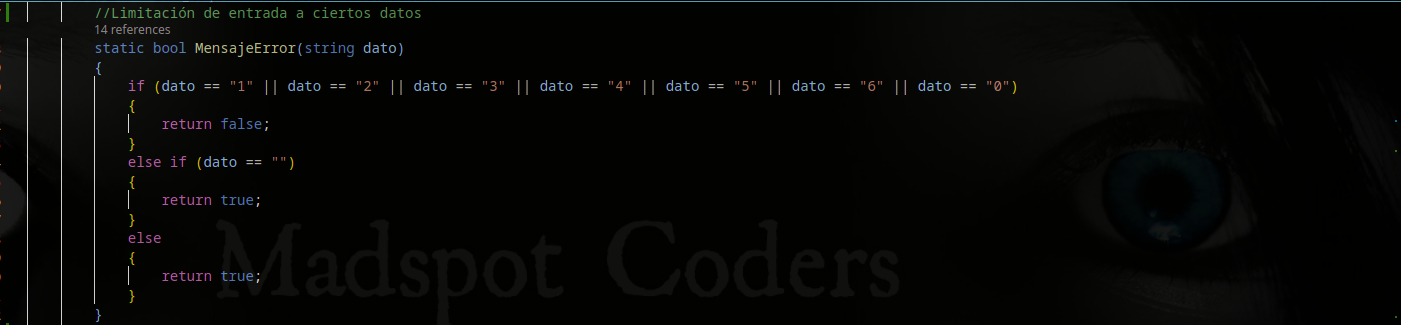 //Limitación de entrada a ciertos datos
14 references
static bool MensajeError(string dato)
{
if (dato == "1" || dato == "2" || dato == "3" || dato == "4" || dato == "5" || dato == "6" || dato == "0")
{
return false;
}
else if (dato == "")
{
return true;
}
else
{
return true;
}
}
Madspot Coders